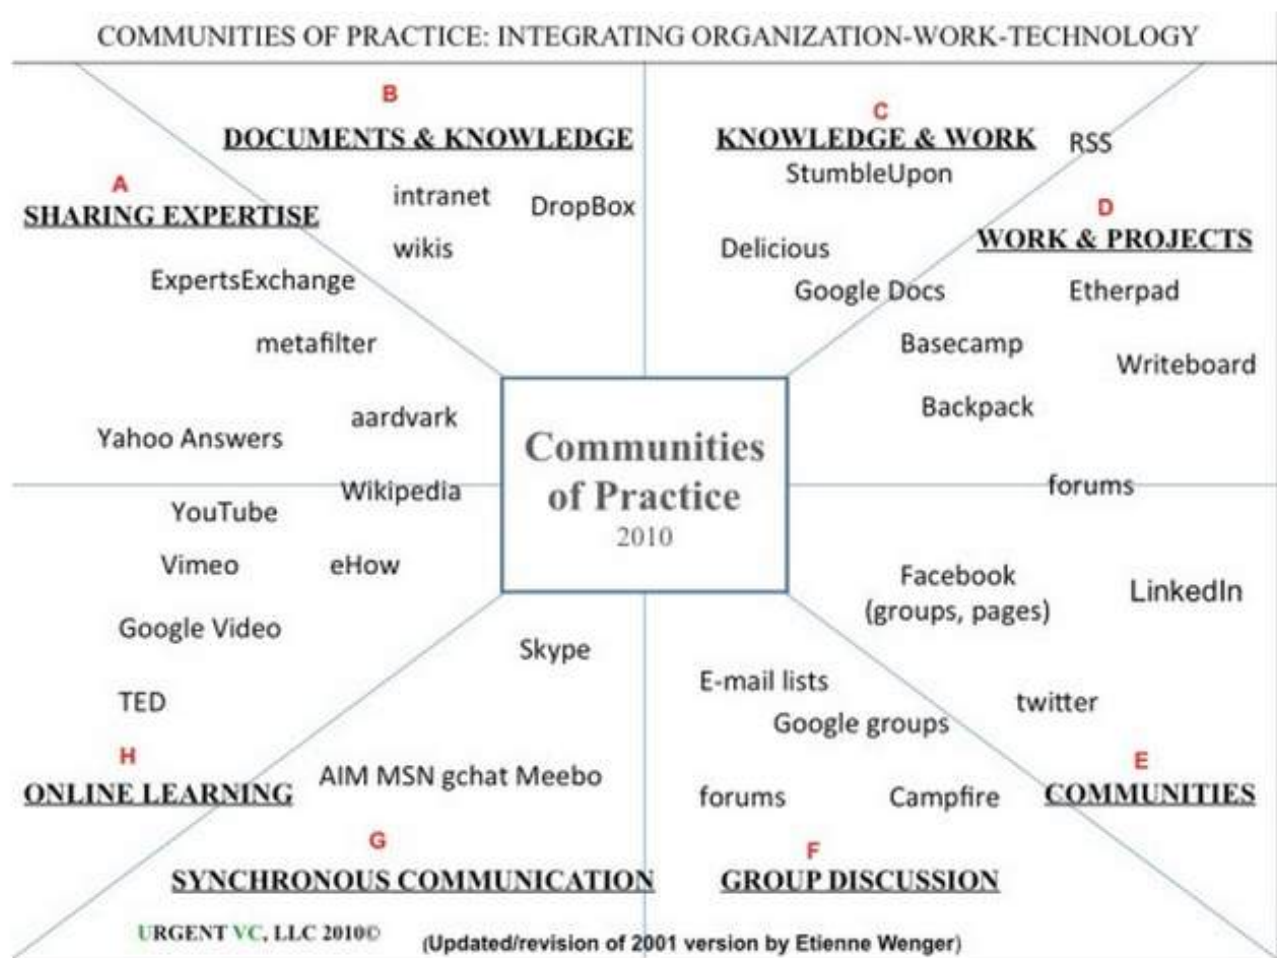 COMMUNITIES OF PRACTICE: INTEGRATING ORGANIZATION-WORK-TECHNOLOGY
A
SHARING EXPERTISE
ExpertsExchange
metafilter
aardvark
Yahoo Answers
Wikipedia
B
DOCUMENTS & KNOWLEDGE
intranet
DropBox
wikis
C
KNOWLEDGE & WORK
StumbleUpon
RSS
Delicious
Google Docs
D
WORK & PROJECTS
Etherpad
Basecamp
Writeboard
Backpack
forums
Communities
of Practice
2010
Facebook
(groups, pages)
LinkedIn
twitter
E
COMMUNITIES
E-mail lists
Google groups
forums
Campfire
F
GROUP DISCUSSION
Skype
AIM MSN gchat Meebo
G
SYNCHRONOUS COMMUNICATION
YouTube
Vimeo
eHow
Google Video
TED
H
ONLINE LEARNING
URGENT VC, LLC 2010©
(Updated/revision of 2001 version by Etienne Wenger)